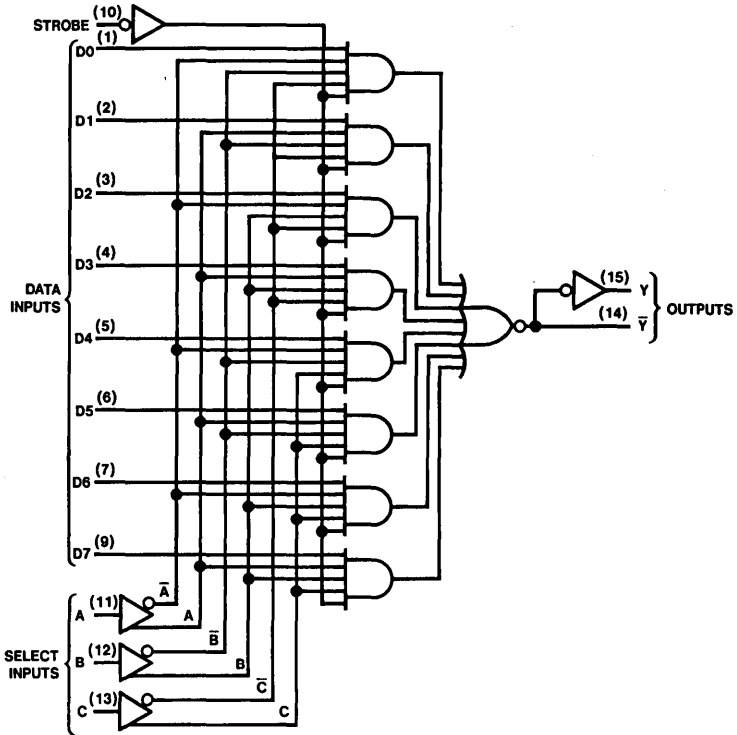 STROBE (10)
D0 (1)
D1 (2)
D2 (3)
D3 (4)
DATA
INPUTS
D4 (5)
D5 (6)
D6 (7)
D7 (9)
(15) Y
(14) Y̅
OUTPUTS
A (11)
A̅
A
SELECT
INPUTS
B (12)
B̅
B
C (13)
C̅
C